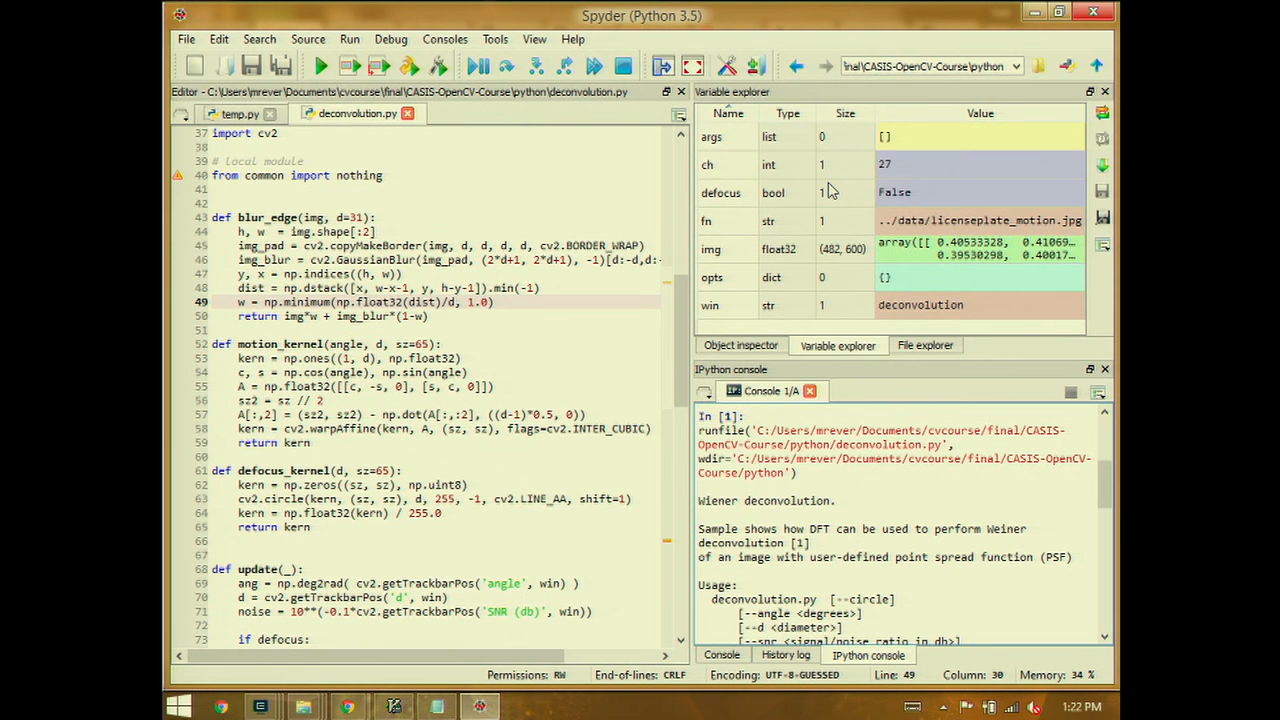 Spyder (Python 3.5)
File Edit Search Source Run Debug Consoles Tools View Help
inal\CASIS-OpenCV-Course\python
Editor - C:\Users\mrever\Documents\cvcourse\final\CASIS-OpenCV-Course\python\deconvolution.py
temp.py deconvolution.py
37 import cv2
38
39 # local module
40 from common import nothing
41
42
43 def blur_edge(img, d=31):
44 h, w = img.shape[:2]
45 img_pad = cv2.copyMakeBorder(img, d, d, d, d, cv2.BORDER_WRAP)
46 img_blur = cv2.GaussianBlur(img_pad, (2*d+1, 2*d+1), -1)[d:-d,d:-
47 y, x = np.indices((h, w))
48 dist = np.dstack([x, w-x-1, y, h-y-1]).min(-1)
49 w = np.minimum(np.float32(dist)/d, 1.0)
50 return img*w + img_blur*(1-w)
51
52 def motion_kernel(angle, d, sz=65):
53 kern = np.ones((1, d), np.float32)
54 c, s = np.cos(angle), np.sin(angle)
55 A = np.float32([[c, -s, 0], [s, c, 0]])
56 sz2 = sz // 2
57 A[:,2] = (sz2, sz2) - np.dot(A[:,:2], ((d-1)*0.5, 0))
58 kern = cv2.warpAffine(kern, A, (sz, sz), flags=cv2.INTER_CUBIC)
59 return kern
60
61 def defocus_kernel(d, sz=65):
62 kern = np.zeros((sz, sz), np.uint8)
63 cv2.circle(kern, (sz, sz), d, 255, -1, cv2.LINE_AA, shift=1)
64 kern = np.float32(kern) / 255.0
65 return kern
66
67
68 def update(_):
69 ang = np.deg2rad( cv2.getTrackbarPos('angle', win) )
70 d = cv2.getTrackbarPos('d', win)
71 noise = 10**(-0.1*cv2.getTrackbarPos('SNR (db)', win))
72
73 if defocus:
Variable explorer
Name Type Size Value
args list 0 []
ch int 1 27
defocus bool 1 False
fn str 1 ../data/licenseplate_motion.jpg
img float32 (482, 600) array([[ 0.40533328, 0.41069...
0.39530298, 0.40017...
opts dict 0 {}
win str 1 deconvolution
Object inspector Variable explorer File explorer
IPython console
Console 1/A
In [1]:
runfile('C:/Users/mrever/Documents/cvcourse/final/CASIS-
OpenCV-Course/python/deconvolution.py',
wdir='C:/Users/mrever/Documents/cvcourse/final/CASIS-OpenCV-
Course/python')
Wiener deconvolution.
Sample shows how DFT can be used to perform Weiner
deconvolution [1]
of an image with user-defined point spread function (PSF)
Usage:
deconvolution.py [--circle]
[--angle <degrees>]
[--d <diameter>]
[--snr <signal/noise ratio in db>]
Console History log IPython console
Permissions: RW End-of-lines: CRLF Encoding: UTF-8-GUESSED Line: 49 Column: 30 Memory: 34 %
1:22 PM